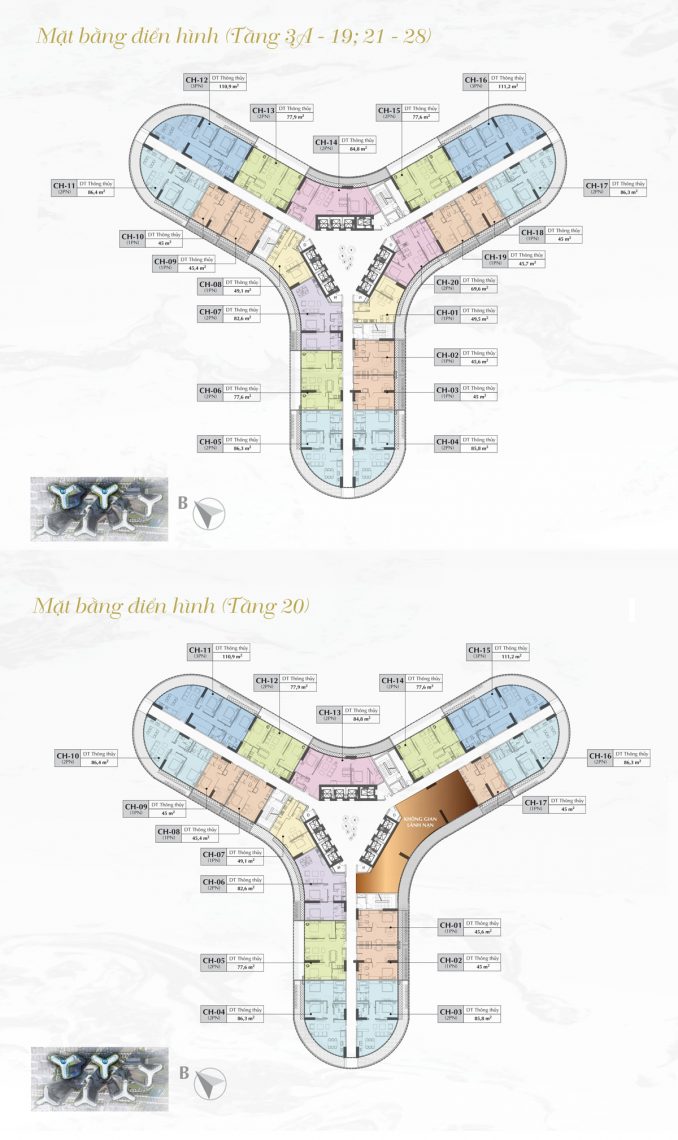 Mặt bằng điển hình (Tầng 3A - 19; 21 - 28)
CH-12 (3PN) DT Thông thủy 110,9 m²
CH-16 (3PN) DT Thông thủy 111,2 m²
CH-13 (2PN) DT Thông thủy 77,9 m²
CH-15 (2PN) DT Thông thủy 77,6 m²
CH-14 (2PN) DT Thông thủy 84,8 m²
CH-11 (2PN) DT Thông thủy 86,4 m²
CH-17 (2PN) DT Thông thủy 86,3 m²
CH-10 (1PN) DT Thông thủy 45 m²
CH-18 (1PN) DT Thông thủy 45 m²
CH-09 (1PN) DT Thông thủy 45,4 m²
CH-19 (1PN) DT Thông thủy 45,7 m²
CH-08 (1PN) DT Thông thủy 49,1 m²
CH-20 (2PN) DT Thông thủy 69,6 m²
CH-07 (2PN) DT Thông thủy 82,6 m²
CH-01 (1PN) DT Thông thủy 49,5 m²
CH-02 (1PN) DT Thông thủy 45,6 m²
CH-06 (2PN) DT Thông thủy 77,6 m²
CH-03 (1PN) DT Thông thủy 45 m²
CH-05 (2PN) DT Thông thủy 86,3 m²
CH-04 (2PN) DT Thông thủy 85,8 m²
B
Mặt bằng điển hình (Tầng 20)
CH-11 (3PN) DT Thông thủy 110,9 m²
CH-15 (3PN) DT Thông thủy 111,2 m²
CH-12 (2PN) DT Thông thủy 77,9 m²
CH-14 (2PN) DT Thông thủy 77,6 m²
CH-13 (2PN) DT Thông thủy 84,8 m²
CH-10 (2PN) DT Thông thủy 86,4 m²
CH-16 (2PN) DT Thông thủy 86,3 m²
CH-09 (1PN) DT Thông thủy 45 m²
CH-17 (1PN) DT Thông thủy 45 m²
KHÔNG GIAN
LÁNH NẠN
CH-08 (1PN) DT Thông thủy 45,4 m²
CH-07 (1PN) DT Thông thủy 49,1 m²
CH-06 (2PN) DT Thông thủy 82,6 m²
CH-01 (1PN) DT Thông thủy 45,6 m²
CH-05 (2PN) DT Thông thủy 77,6 m²
CH-02 (1PN) DT Thông thủy 45 m²
CH-04 (2PN) DT Thông thủy 86,3 m²
CH-03 (2PN) DT Thông thủy 85,8 m²
B